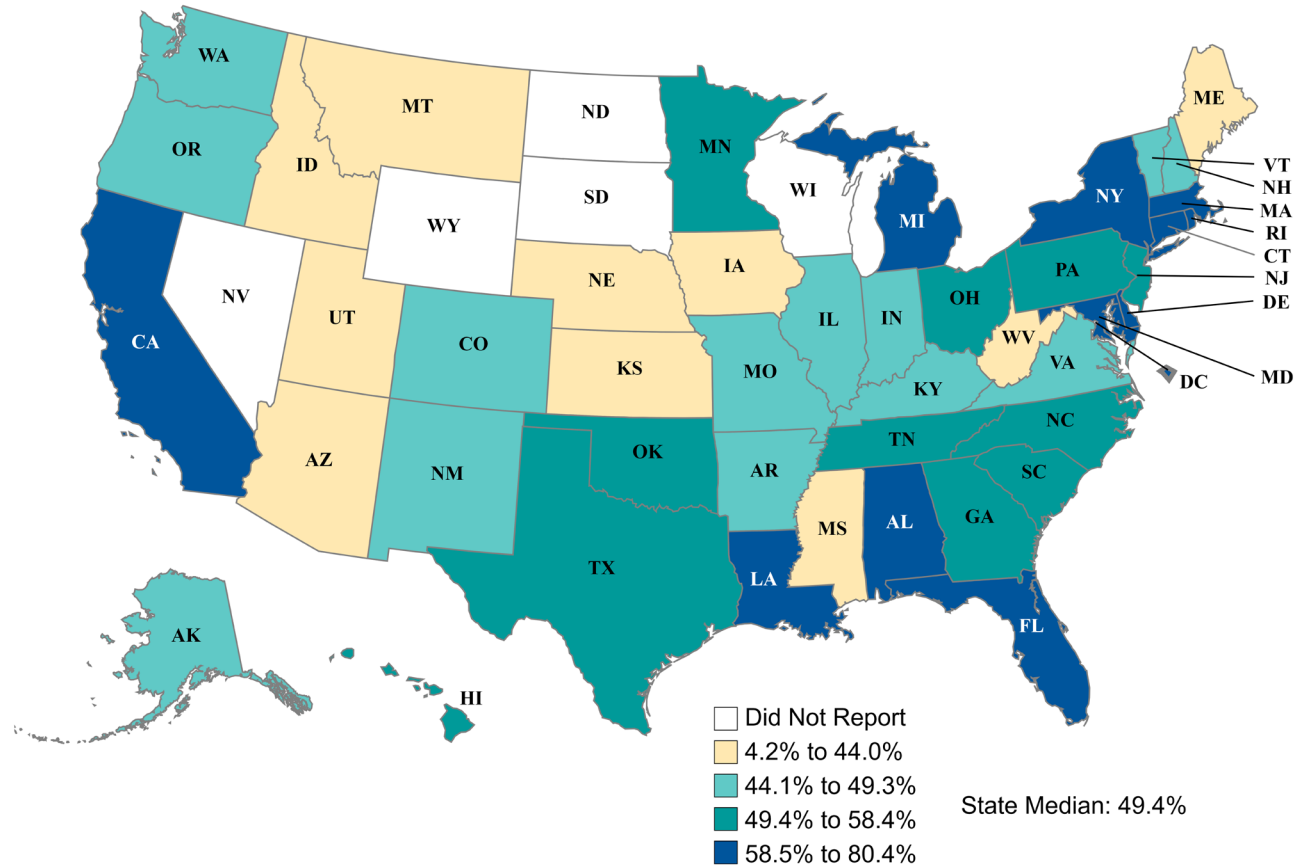 WA
OR
ID
MT
ND
SD
MN
WI
WY
NV
CA
UT
CO
NE
IA
KS
MO
IL
IN
MI
OH
PA
NY
ME
VT
NH
MA
RI
CT
NJ
DE
MD
DC
WV
VA
KY
TN
NC
SC
GA
AZ
NM
OK
AR
TX
LA
MS
AL
FL
AK
HI
Did Not Report
4.2% to 44.0%
44.1% to 49.3%
49.4% to 58.4%
58.5% to 80.4%
State Median: 49.4%